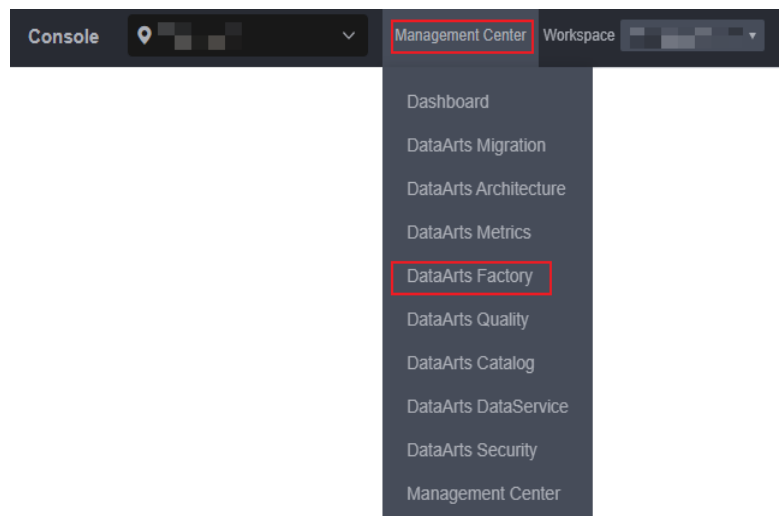 Console Management Center Workspace
Dashboard
DataArts Migration
DataArts Architecture
DataArts Metrics
DataArts Factory
DataArts Quality
DataArts Catalog
DataArts DataService
DataArts Security
Management Center